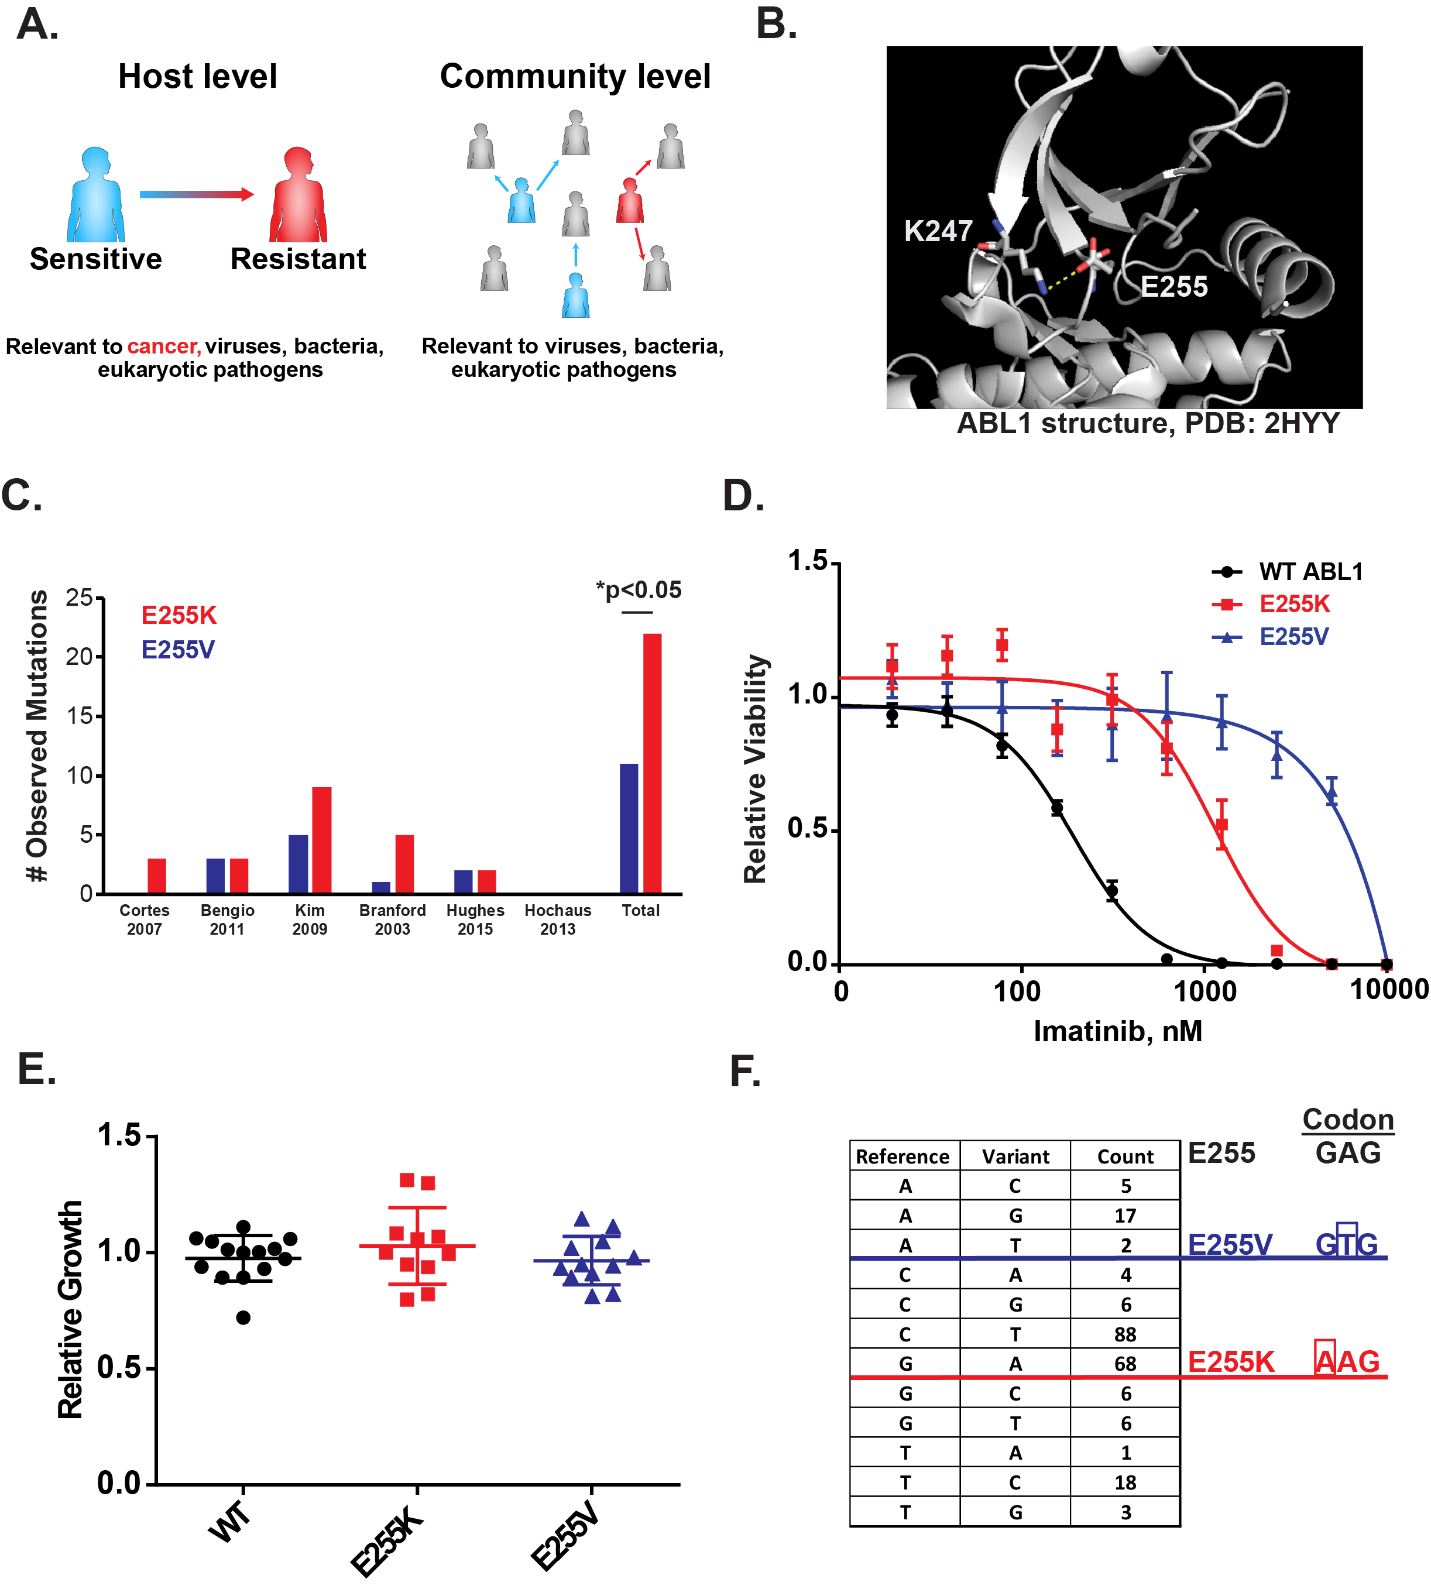 A.
Host level
Community level
Sensitive
Resistant
Relevant to cancer, viruses, bacteria,
eukaryotic pathogens
Relevant to viruses, bacteria,
eukaryotic pathogens
B.
K247
E255
ABL1 structure, PDB: 2HYY
C.
# Observed Mutations
25
20
15
10
5
0
E255K
E255V
*p<0.05
Cortes
2007
Bengio
2011
Kim
2009
Branford
2003
Hughes
2015
Hochaus
2013
Total
D.
Relative Viability
1.5
1.0
0.5
0.0
WT ABL1
E255K
E255V
0
100
1000
10000
Imatinib, nM
E.
Relative Growth
1.5
1.0
0.5
0.0
WT
E255K
E255V
F.
Codon
E255 GAG
E255V GTG
E255K AAG
Reference Variant Count
A C 5
A G 17
A T 2
C A 4
C G 6
C T 88
G A 68
G C 6
G T 6
T A 1
T C 18
T G 3